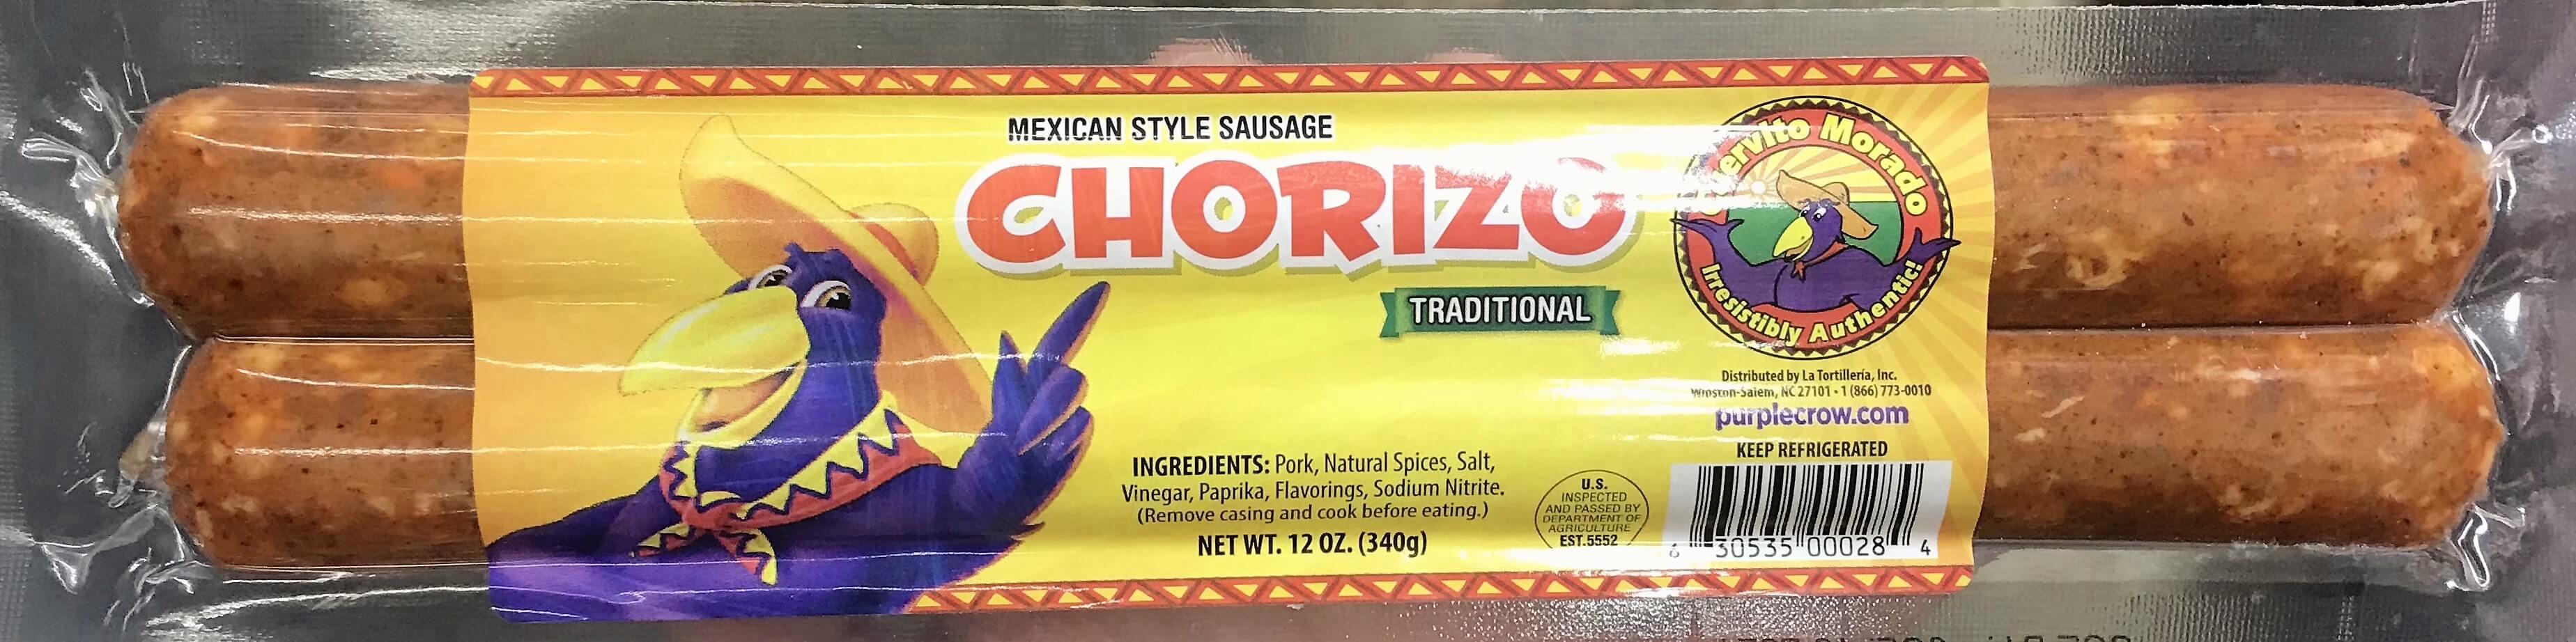 MEXICAN STYLE SAUSAGE
CHORIZO
TRADITIONAL
INGREDIENTS: Pork, Natural Spices, Salt,
Vinegar, Paprika, Flavorings, Sodium Nitrite.
(Remove casing and cook before eating.)
NET WT. 12 OZ. (340g)
U.S.
INSPECTED
AND PASSED BY
DEPARTMENT OF
AGRICULTURE
EST.5552
Cuervito Morado
Irresistibly Authentic!
Distributed by La Tortillería, Inc.
Winston-Salem, NC 27101 • 1 (866) 773-0010
purplecrow.com
KEEP REFRIGERATED
6 30535 00028 4